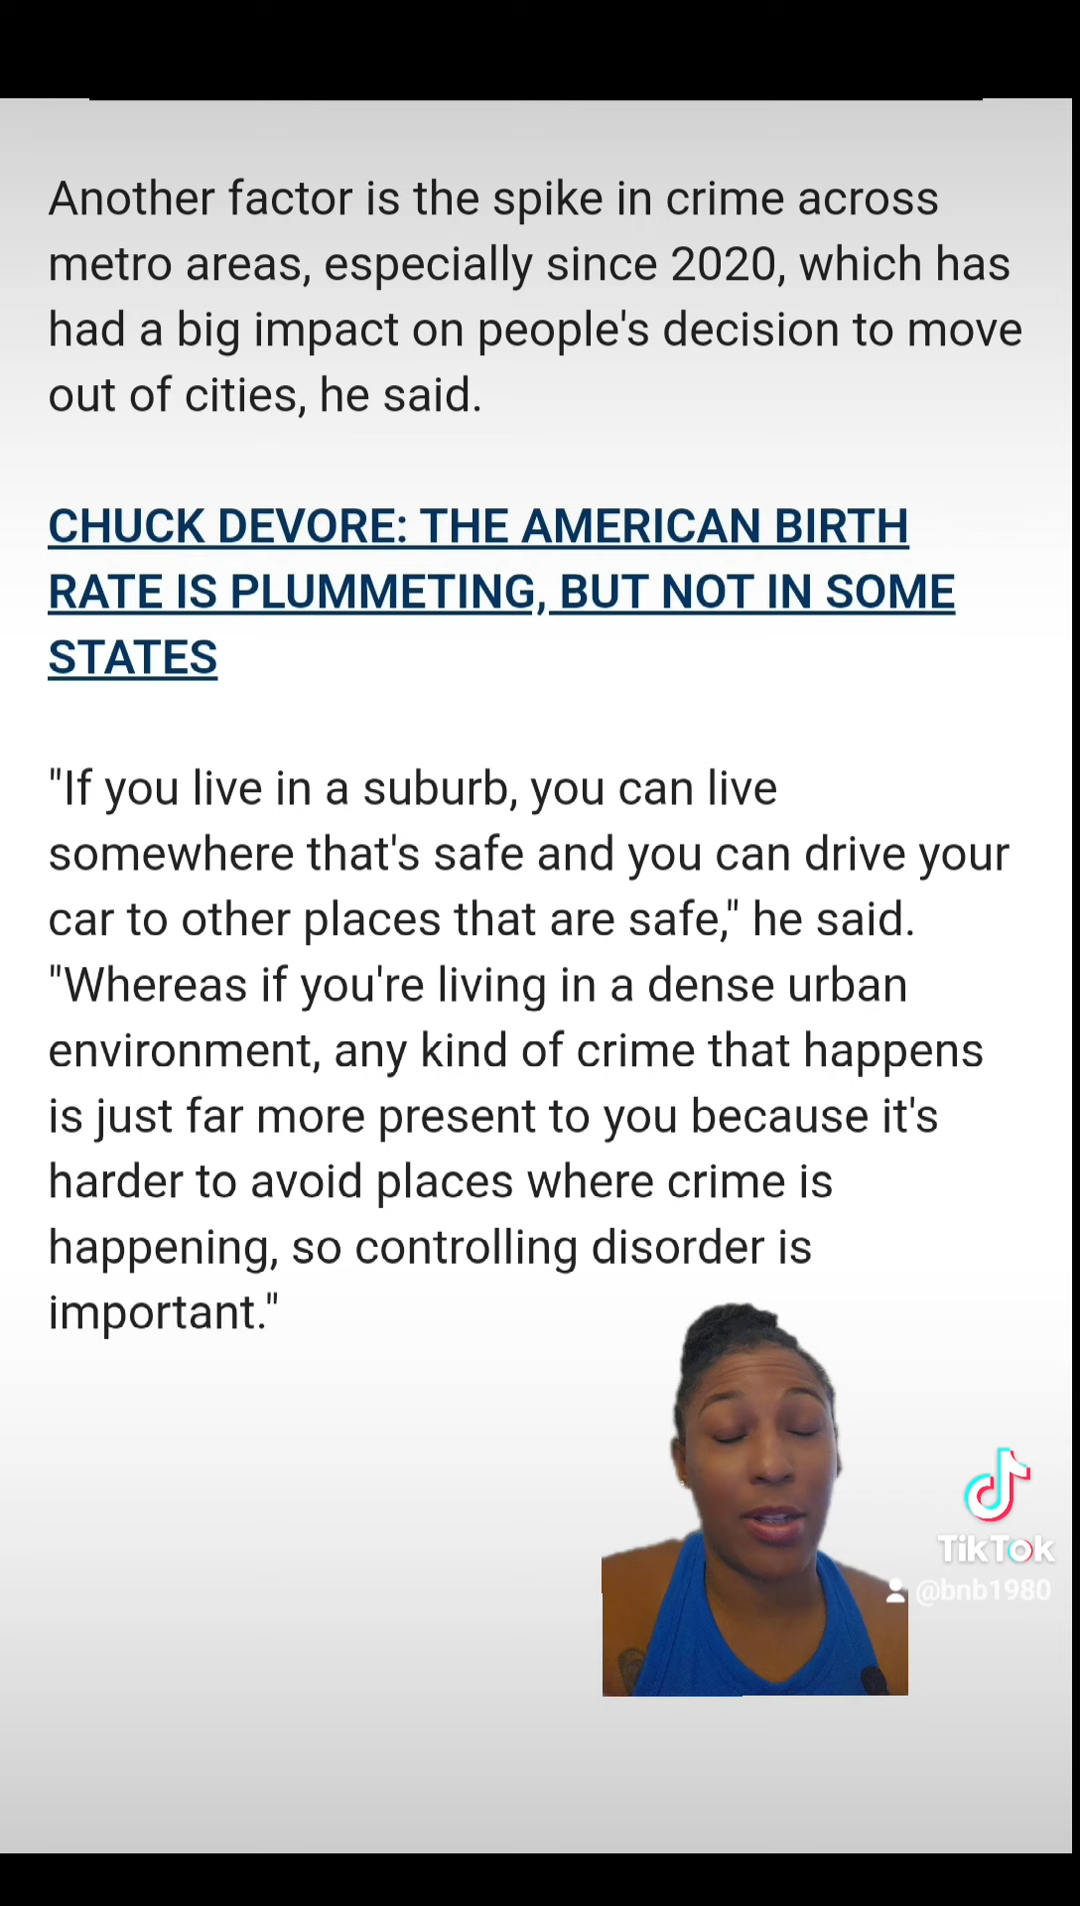 Another factor is the spike in crime across
metro areas, especially since 2020, which has
had a big impact on people's decision to move
out of cities, he said.
CHUCK DEVORE: THE AMERICAN BIRTH
RATE IS PLUMMETING, BUT NOT IN SOME
STATES
"If you live in a suburb, you can live
somewhere that's safe and you can drive your
car to other places that are safe," he said.
"Whereas if you're living in a dense urban
environment, any kind of crime that happens
is just far more present to you because it's
harder to avoid places where crime is
happening, so controlling disorder is
important."
TikTok
@bnb1980